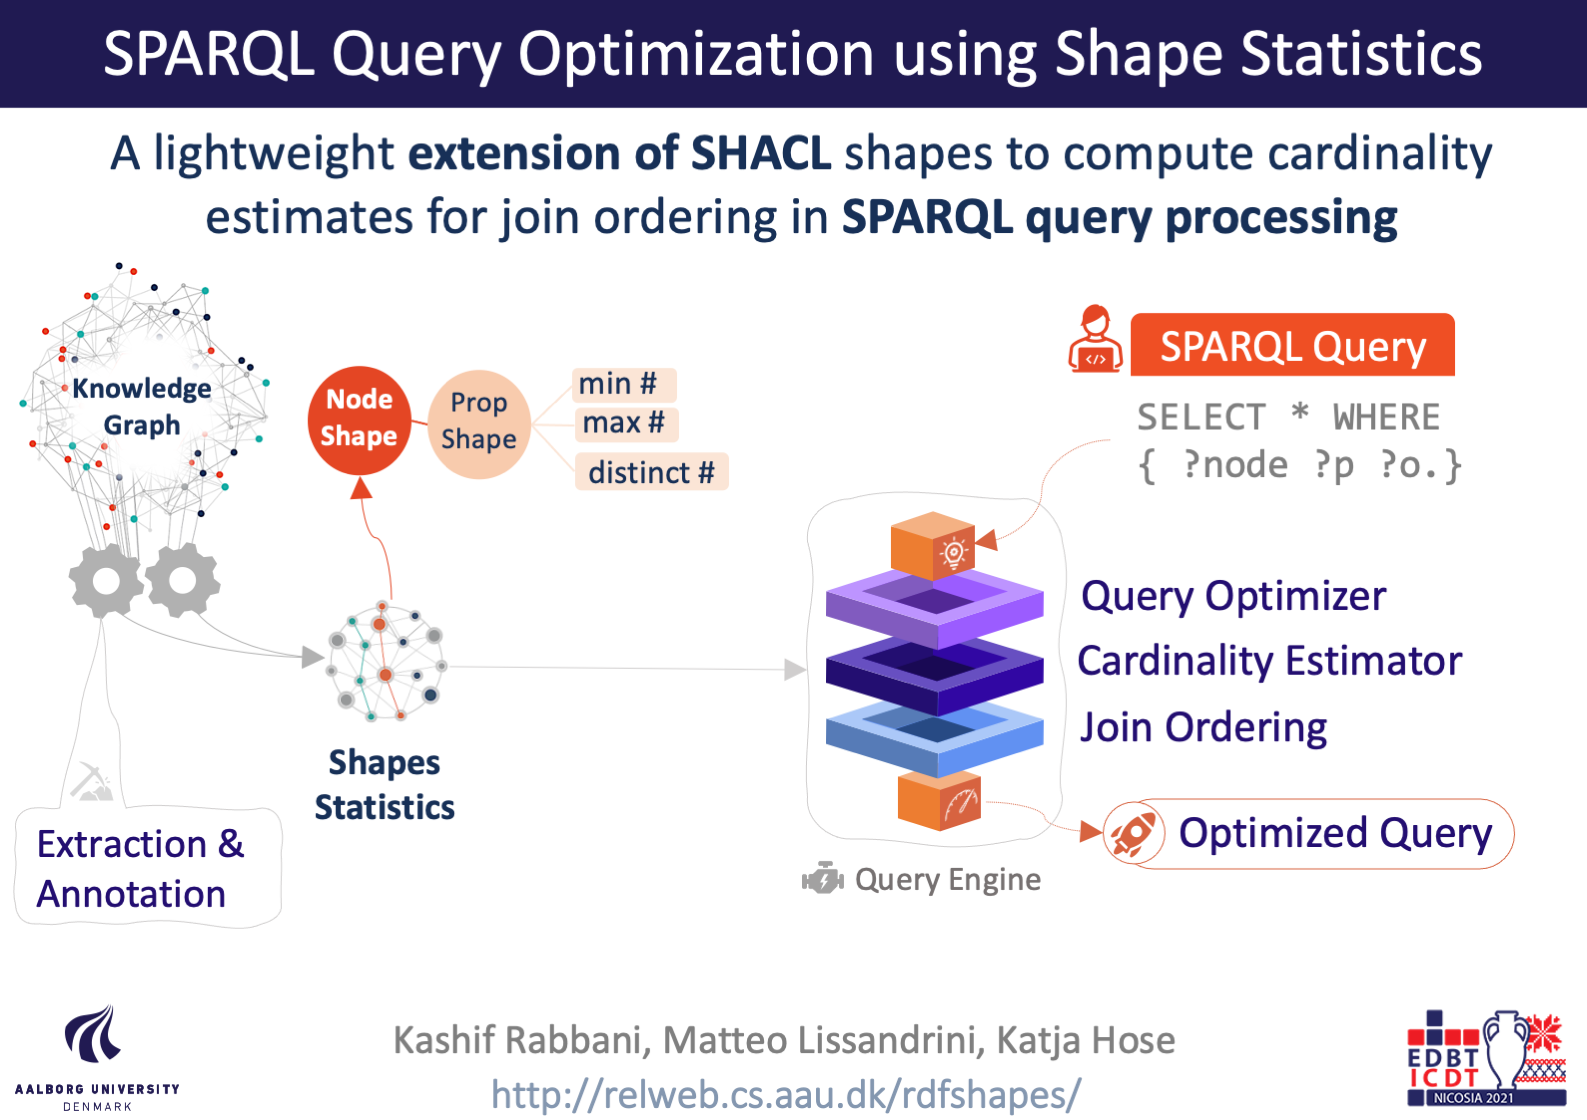 SPARQL Query Optimization using Shape Statistics
A lightweight extension of SHACL shapes to compute cardinality
estimates for join ordering in SPARQL query processing
Knowledge
Graph
Node
Shape
Prop
Shape
min #
max #
distinct #
SPARQL Query
SELECT * WHERE
{ ?node ?p ?o.}
Query Optimizer
Cardinality Estimator
Join Ordering
Shapes
Statistics
Extraction &
Annotation
Optimized Query
Query Engine
Kashif Rabbani, Matteo Lissandrini, Katja Hose
http://relweb.cs.aau.dk/rdfshapes/
AALBORG UNIVERSITY
DENMARK
EDBT
ICDT
NICOSIA 2021